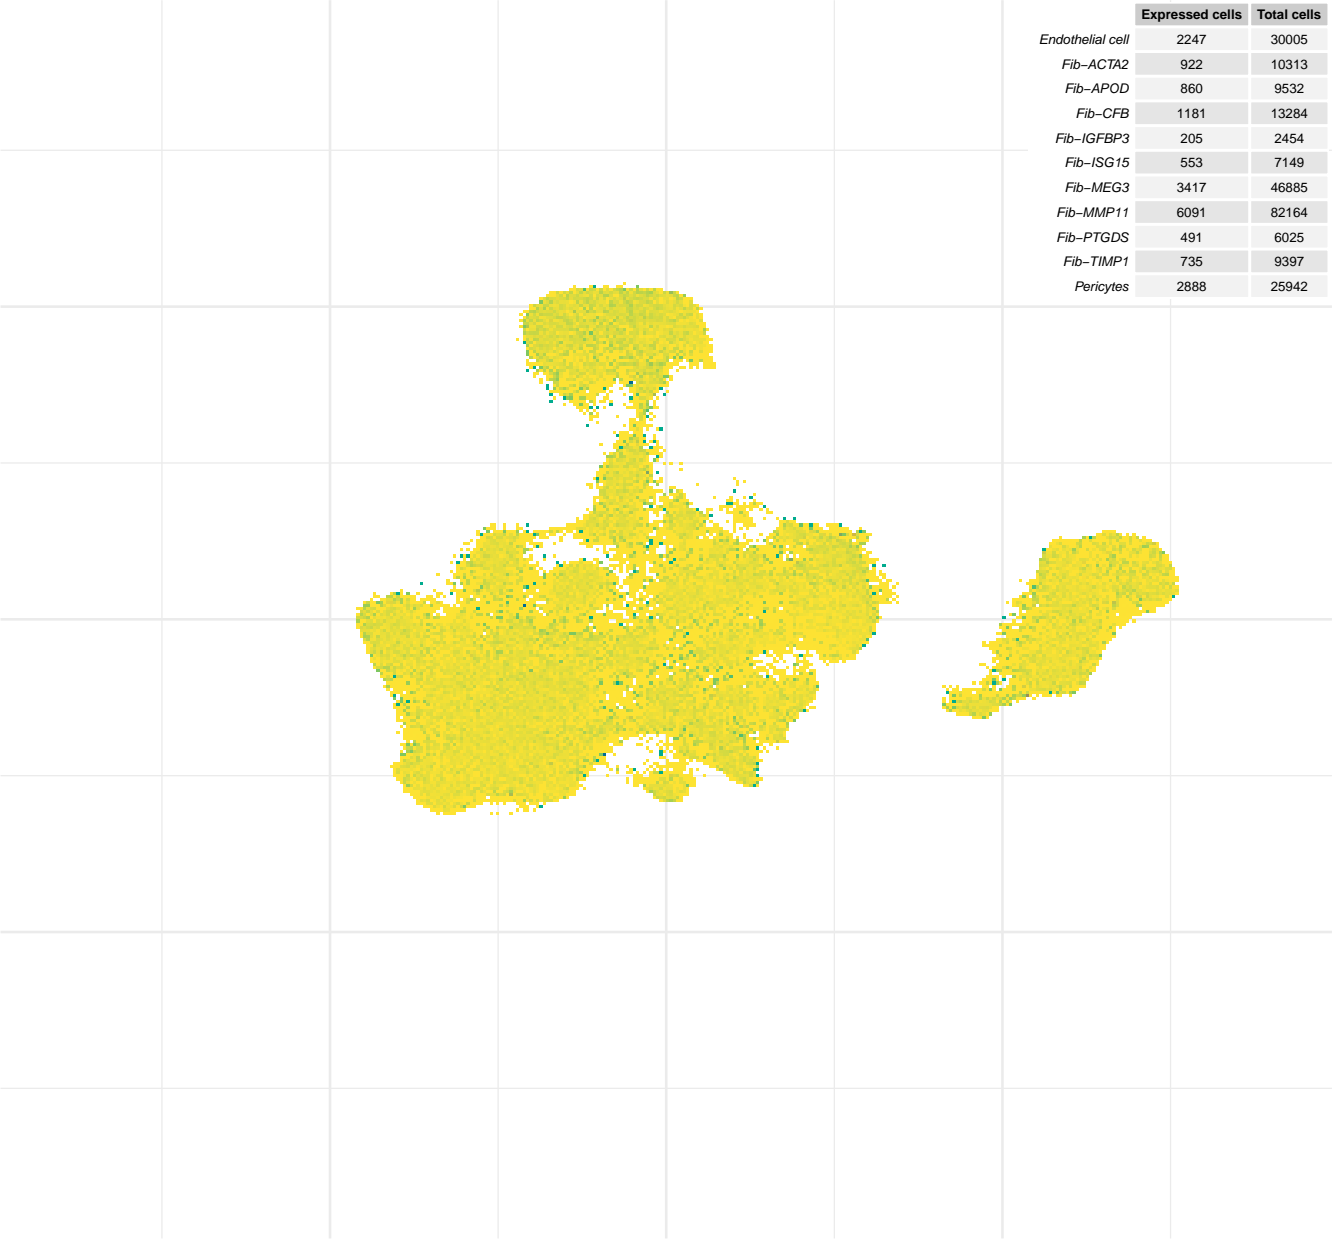 Expressed cells Total cells
Endothelial cell 2247 30005
Fib−ACTA2 922 10313
Fib−APOD 860 9532
Fib−CFB 1181 13284
Fib−IGFBP3 205 2454
Fib−ISG15 553 7149
Fib−MEG3 3417 46885
Fib−MMP11 6091 82164
Fib−PTGDS 491 6025
Fib−TIMP1 735 9397
Pericytes 2888 25942